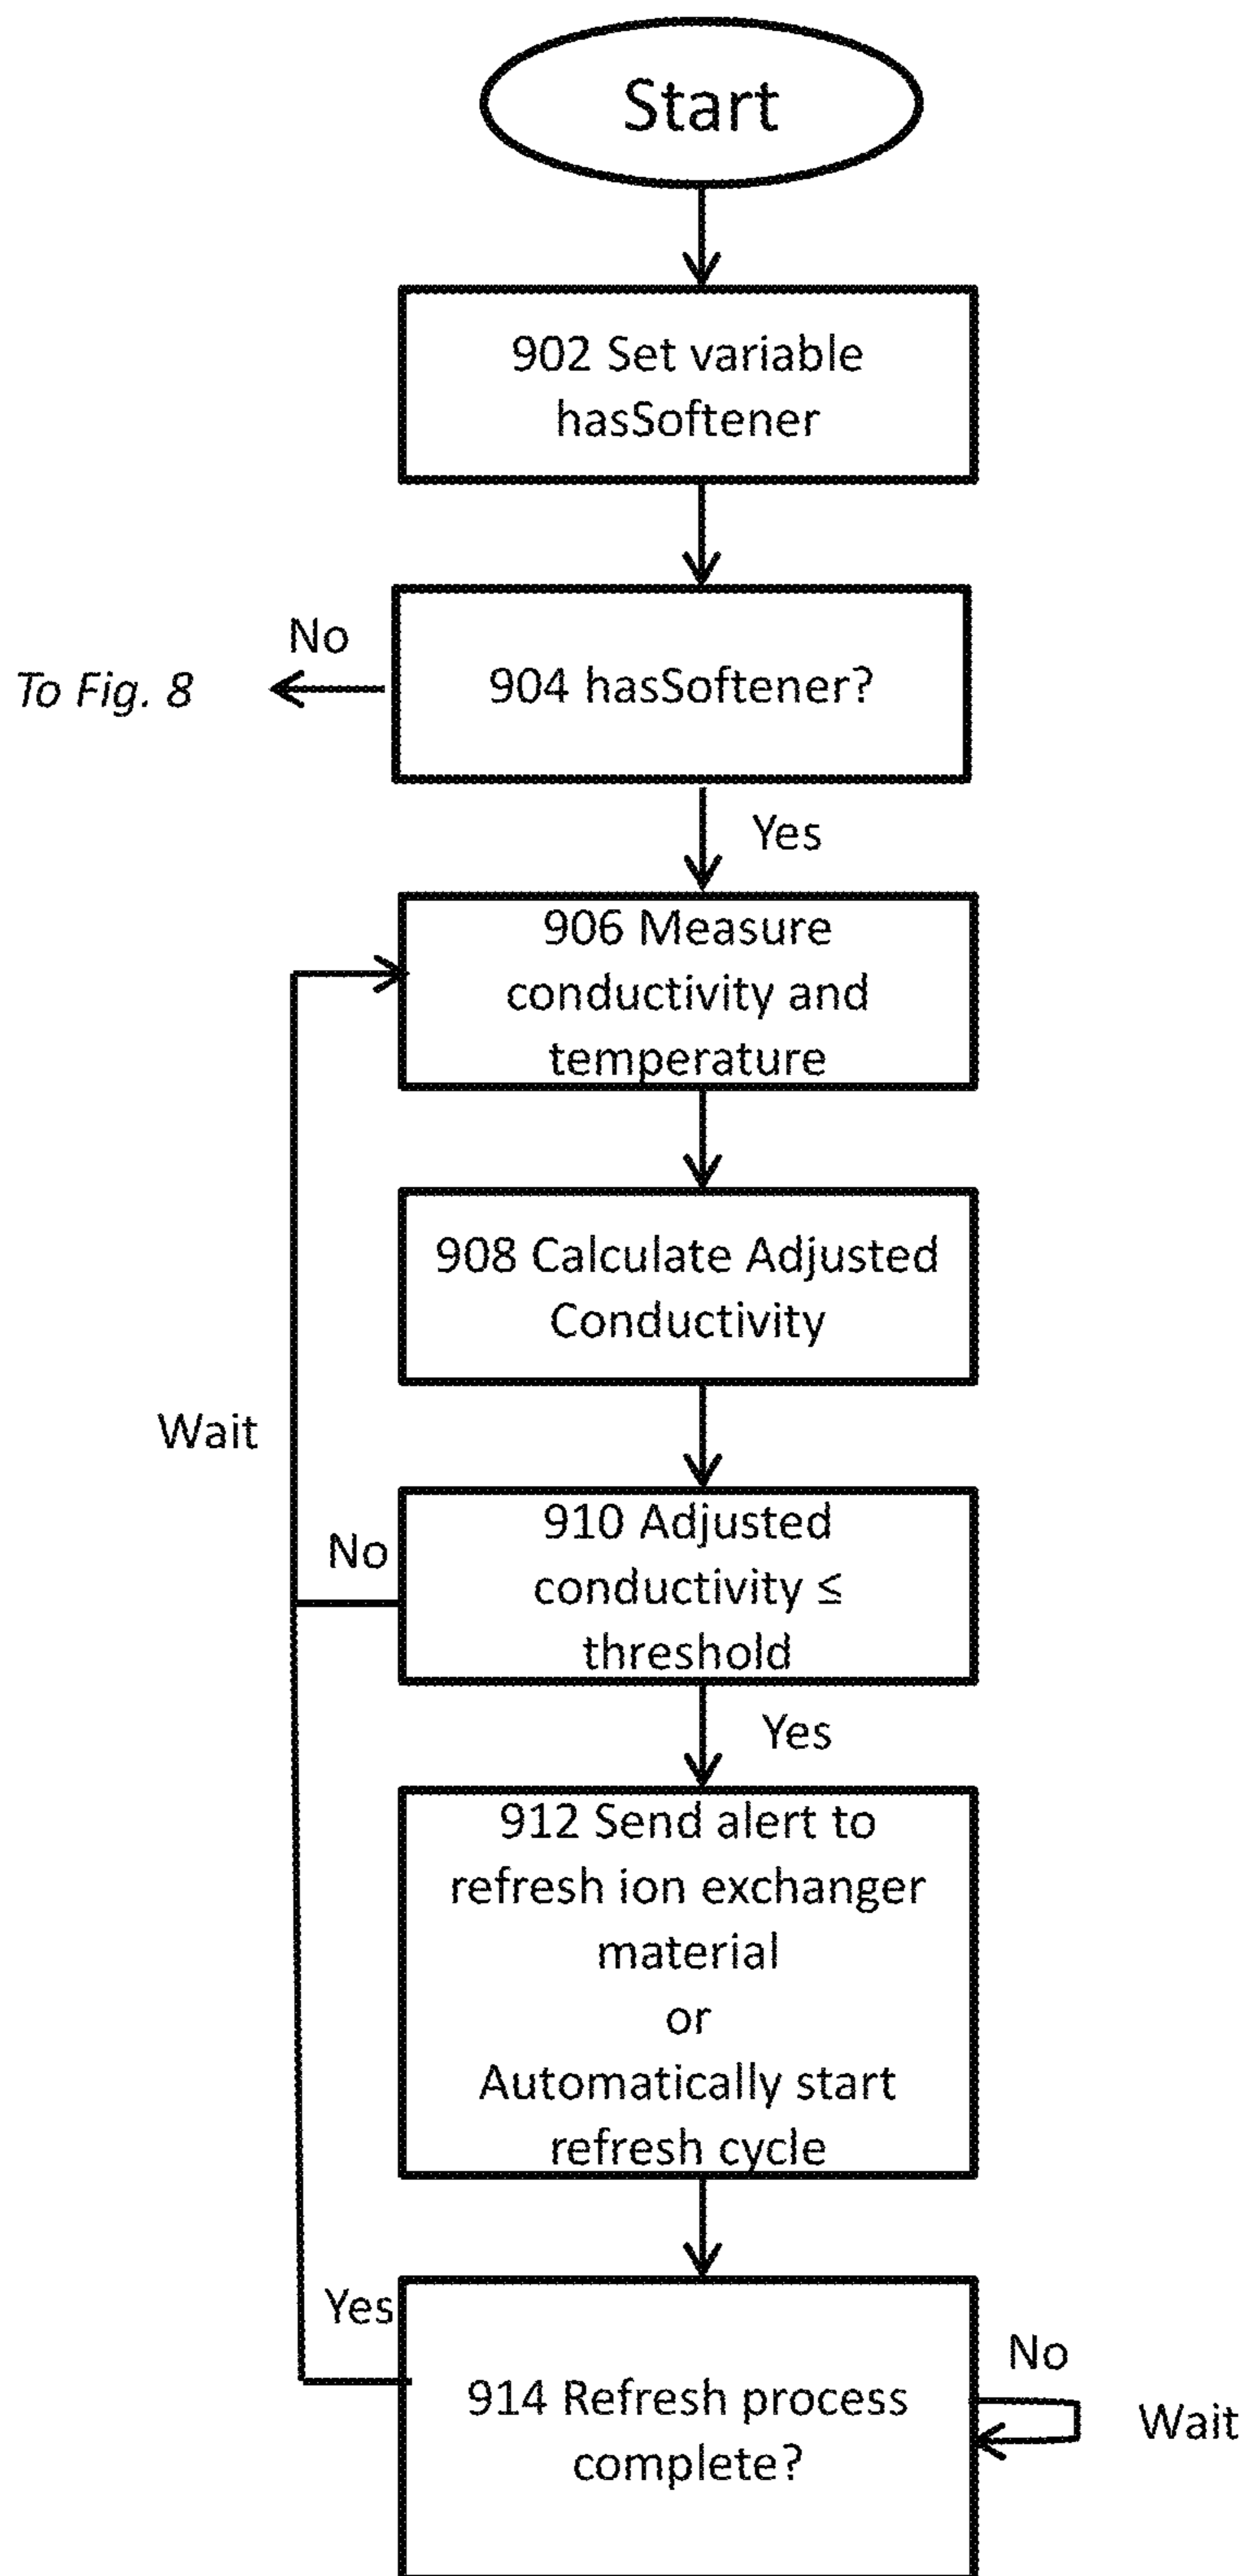 Start
902 Set variable
hasSoftener
No
To Fig. 8
904 hasSoftener?
Yes
906 Measure
conductivity and
temperature
908 Calculate Adjusted
Conductivity
Wait
910 Adjusted
conductivity ≤
threshold
No
Yes
912 Send alert to
refresh ion exchanger
material
or
Automatically start
refresh cycle
Yes
914 Refresh process
complete?
No
Wait